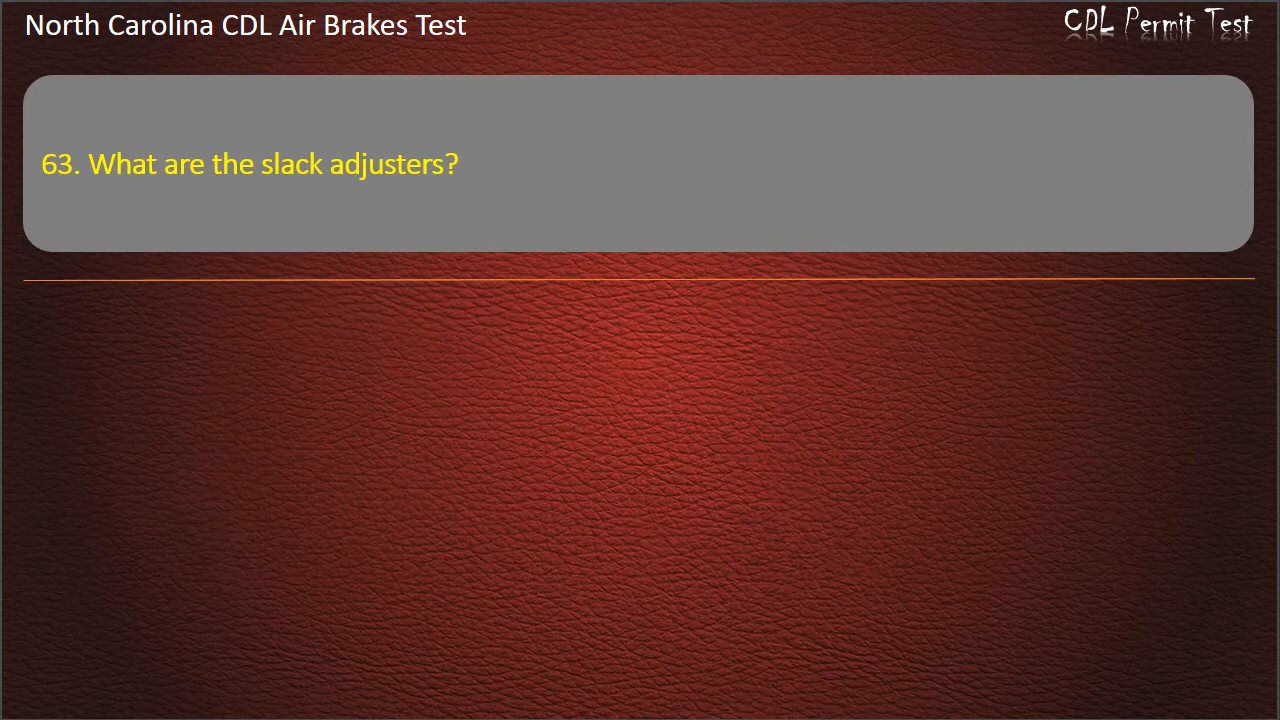 North Carolina CDL Air Brakes Test
CDL Permit Test
63. What are the slack adjusters?